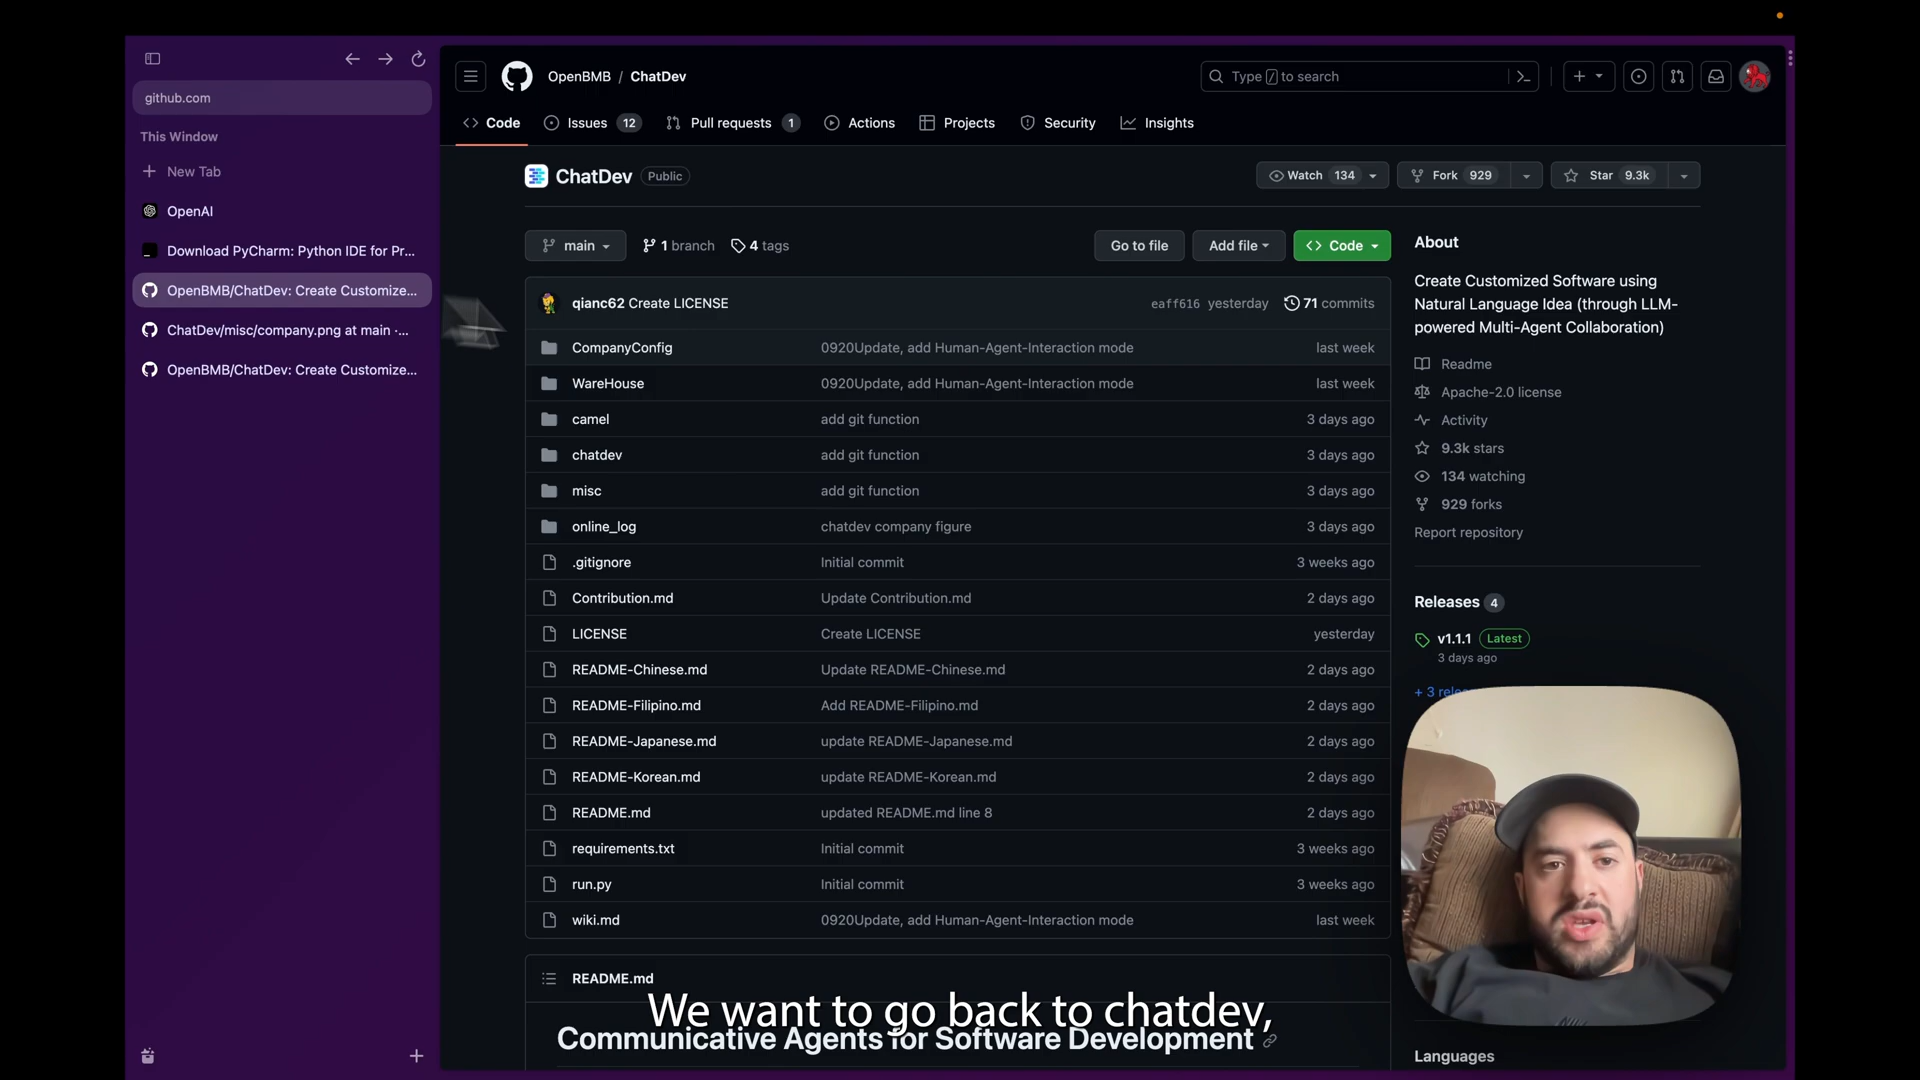 OpenBMB / ChatDev
Type / to search
github.com
This Window
New Tab
OpenAI
Download PyCharm: Python IDE for Pr...
OpenBMB/ChatDev: Create Customize...
ChatDev/misc/company.png at main ·...
OpenBMB/ChatDev: Create Customize...
Code
Issues 12
Pull requests 1
Actions
Projects
Security
Insights
ChatDev Public
Watch 134
Fork 929
Star 9.3k
main
1 branch
4 tags
Go to file
Add file
Code
qianc62 Create LICENSE eaff616 yesterday 71 commits
CompanyConfig 0920Update, add Human-Agent-Interaction mode last week
WareHouse 0920Update, add Human-Agent-Interaction mode last week
camel add git function 3 days ago
chatdev add git function 3 days ago
misc add git function 3 days ago
online_log chatdev company figure 3 days ago
.gitignore Initial commit 3 weeks ago
Contribution.md Update Contribution.md 2 days ago
LICENSE Create LICENSE yesterday
README-Chinese.md Update README-Chinese.md 2 days ago
README-Filipino.md Add README-Filipino.md 2 days ago
README-Japanese.md update README-Japanese.md 2 days ago
README-Korean.md update README-Korean.md 2 days ago
README.md updated README.md line 8 2 days ago
requirements.txt Initial commit 3 weeks ago
run.py Initial commit 3 weeks ago
wiki.md 0920Update, add Human-Agent-Interaction mode last week
README.md
We want to go back to chatdev,
Communicative Agents for Software Development
About
Create Customized Software using
Natural Language Idea (through LLM-
powered Multi-Agent Collaboration)
Readme
Apache-2.0 license
Activity
9.3k stars
134 watching
929 forks
Report repository
Releases 4
v1.1.1 Latest
3 days ago
+ 3
Languages